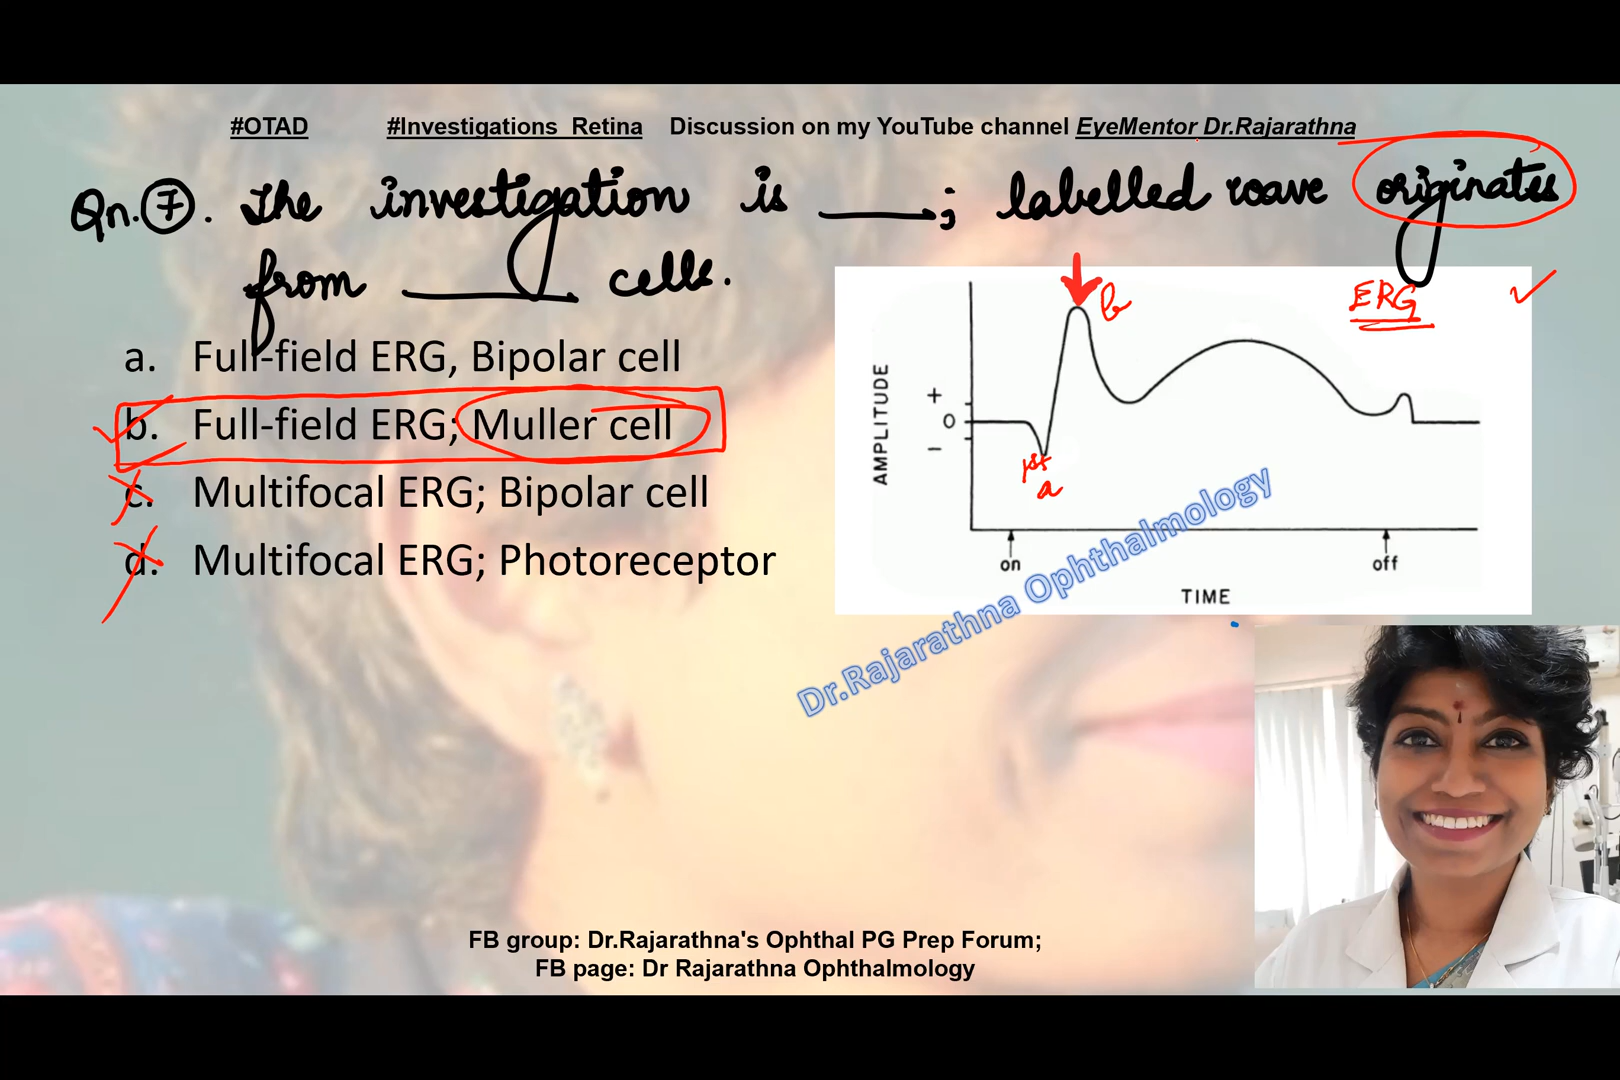 #OTAD #Investigations_Retina Discussion on my YouTube channel EyeMentor Dr.Rajarathna
Qn. 7. The investigation is ____; labelled wave originates
from ____ cells.
a. Full-field ERG, Bipolar cell
b. Full-field ERG; Muller cell
c. Multifocal ERG; Bipolar cell
d. Multifocal ERG; Photoreceptor
b
ERG
AMPLITUDE
+
0
−
1st
a
on
off
TIME
Dr.Rajarathna Ophthalmology
FB group: Dr.Rajarathna's Ophthal PG Prep Forum;
FB page: Dr Rajarathna Ophthalmology